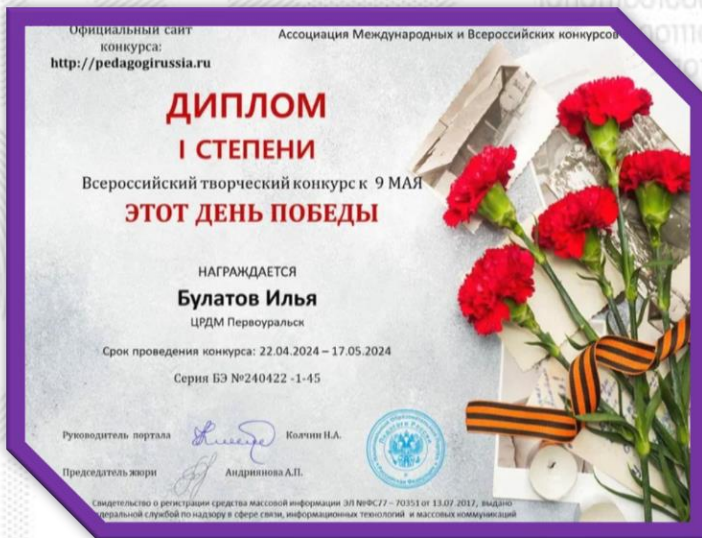 Официальный сайт
конкурса:
http://pedagogirussia.ru
Ассоциация Международных и Всероссийских конкурсов
ДИПЛОМ
I СТЕПЕНИ
Всероссийский творческий конкурс к 9 МАЯ
ЭТОТ ДЕНЬ ПОБЕДЫ
НАГРАЖДАЕТСЯ
Булатов Илья
ЦРДМ Первоуральск
Срок проведения конкурса: 22.04.2024 – 17.05.2024
Серия БЭ №240422 -1-45
Руководитель портала Колчин Н.А.
Председатель жюри Андриянова А.П.
Свидетельство о регистрации средства массовой информации ЭЛ №ФС77 – 70351 от 13.07.2017, выдано
службой по надзору в сфере связи, информационных технологий и массовых коммуникаций